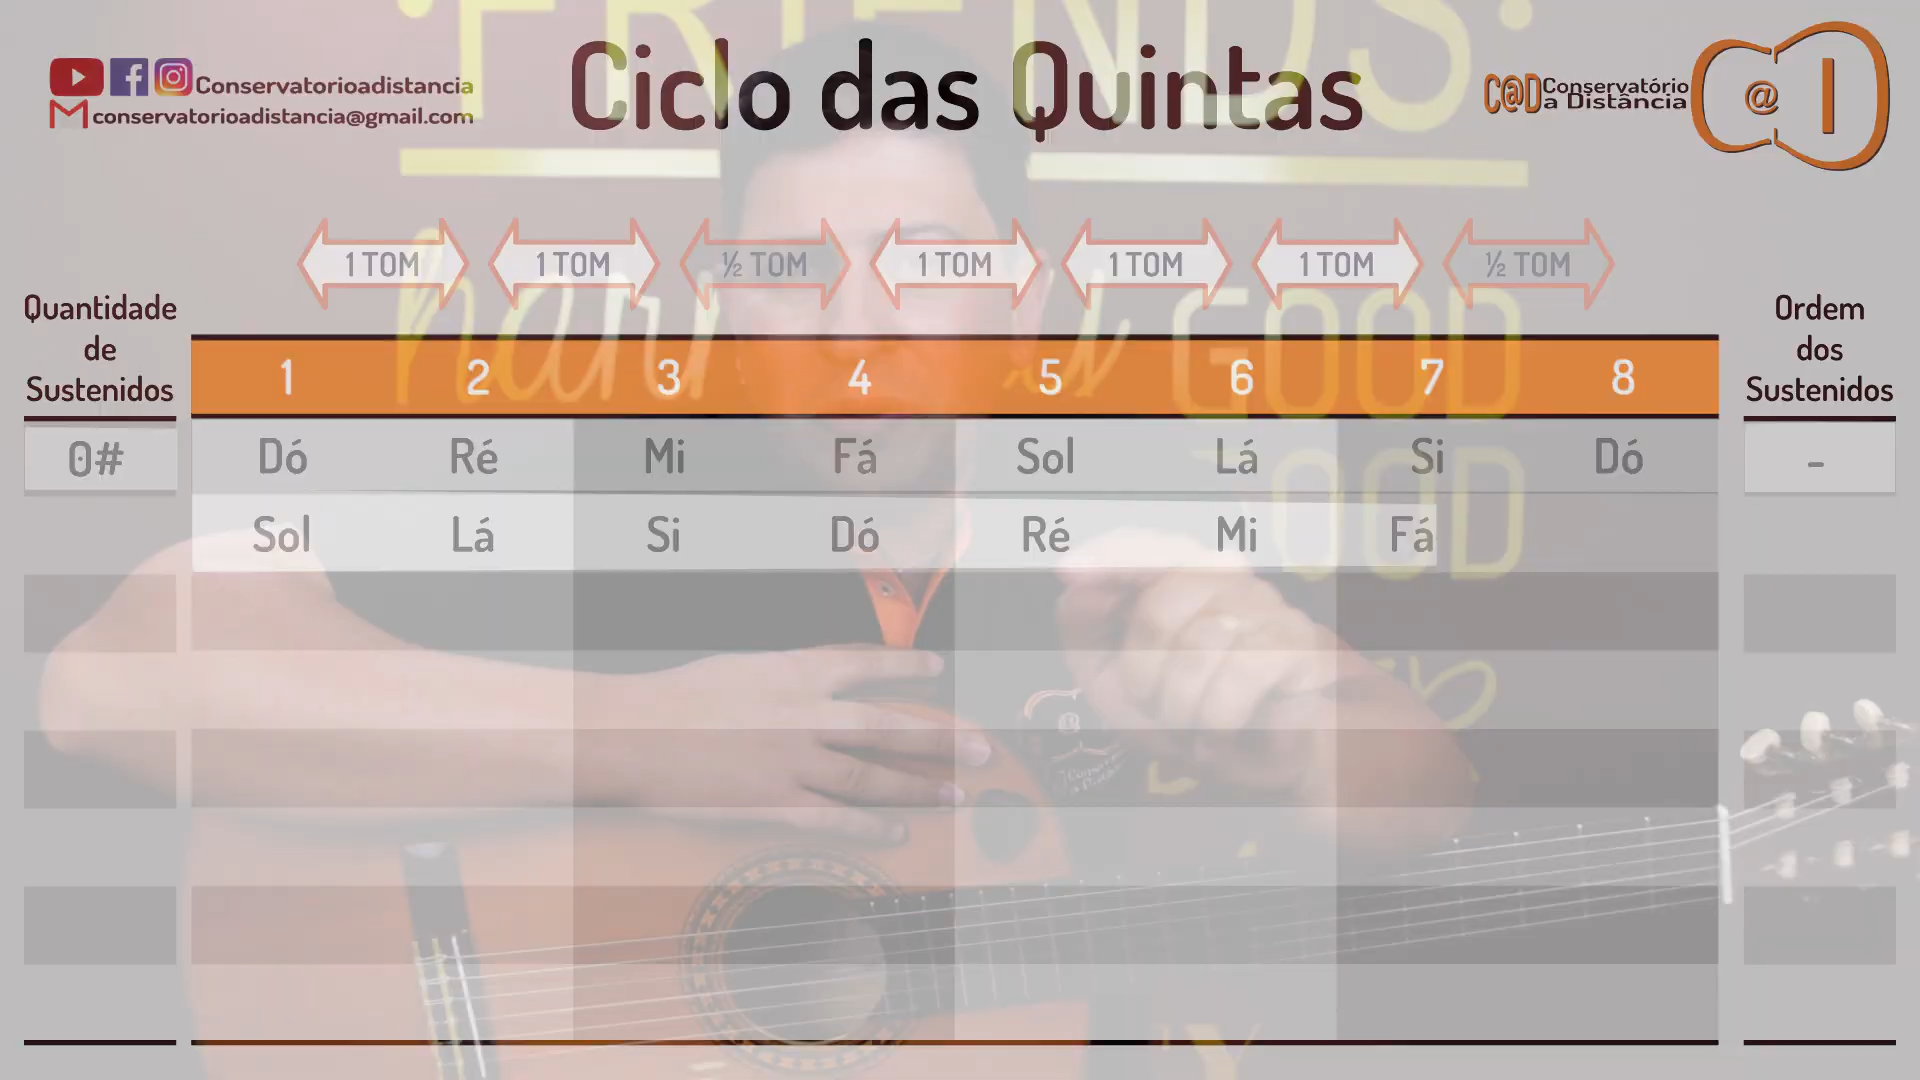 FRIENDS.
Ciclo das Quintas
Conservatorioadistancia
conservatorioadistancia@gmail.com
C@D Conservatório
a Distância
@
1 TOM 1 TOM ½ TOM 1 TOM 1 TOM 1 TOM ½ TOM
Quantidade
de
Sustenidos
Ordem
dos
Sustenidos
1 2 3 4 5 6 7 8
GOOD
0# Dó Ré Mi Fá Sol Lá Si Dó -
Sol Lá Si Dó Ré Mi Fá